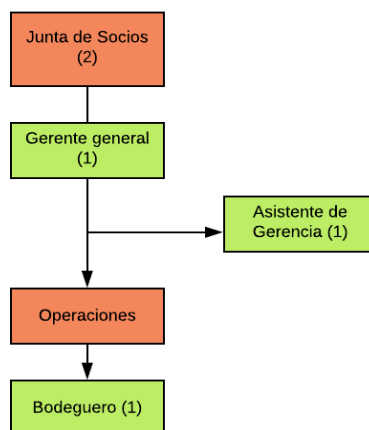 Junta de Socios
(2)
Gerente general
(1)
Asistente de
Gerencia (1)
Operaciones
Bodeguero (1)